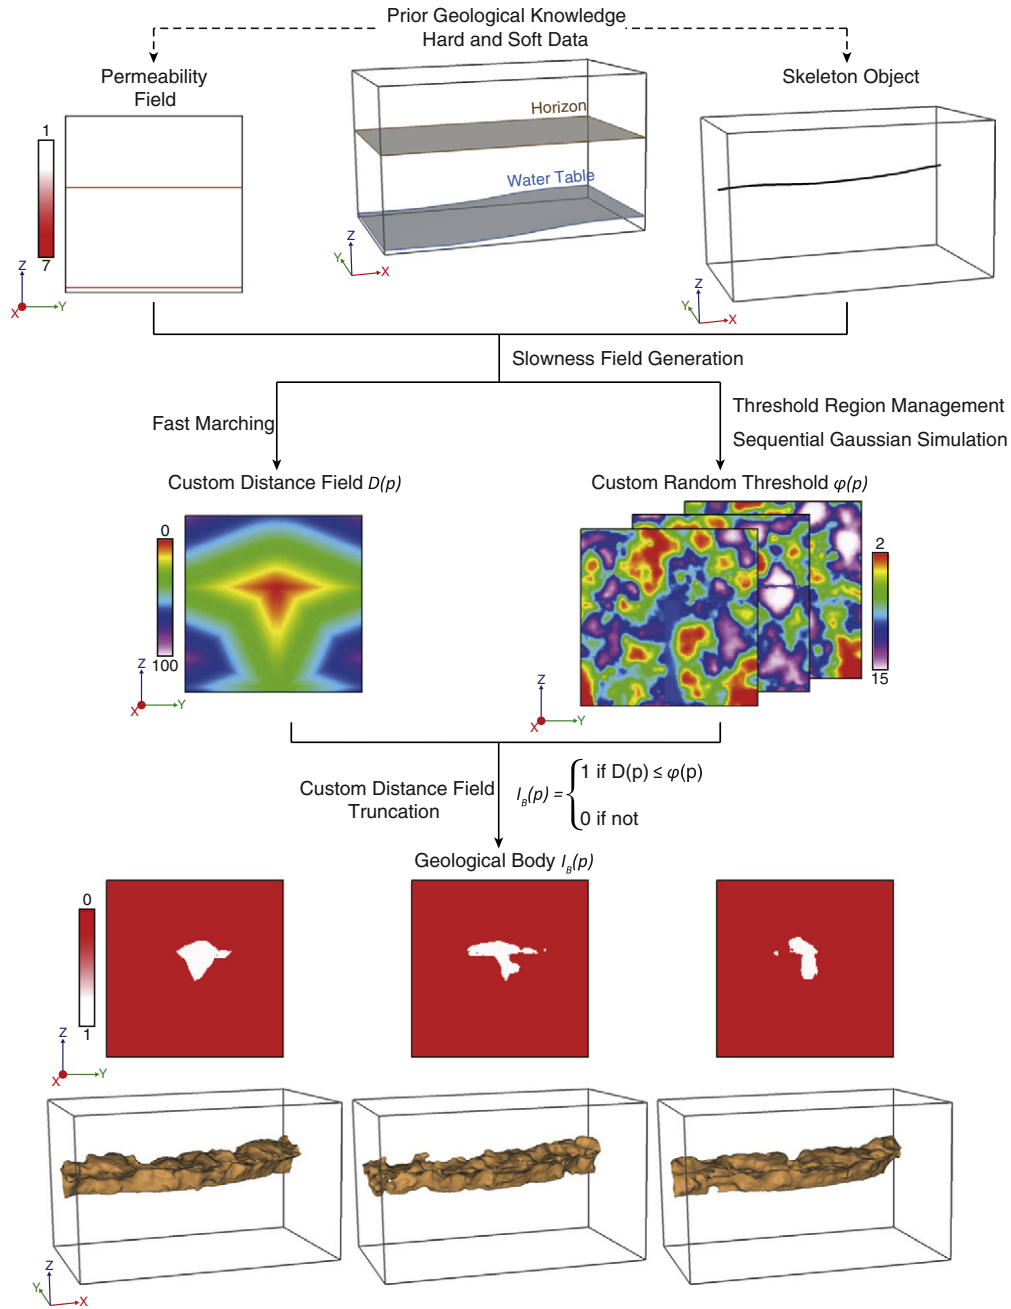 Prior Geological Knowledge
Hard and Soft Data
Permeability
Field
Skeleton Object
1
7
Z
X
Y
Horizon
Water Table
Z
Y
X
Z
Y
X
Slowness Field Generation
Fast Marching
Threshold Region Management
Sequential Gaussian Simulation
Custom Distance Field D(p)
Custom Random Threshold φ(p)
0
100
Z
X
Y
2
15
Z
X
Y
Custom Distance Field
Truncation
I_B(p) = { 1 if D(p) ≤ φ(p)
0 if not
Geological Body I_B(p)
0
1
Z
X
Y
Z
Y
X